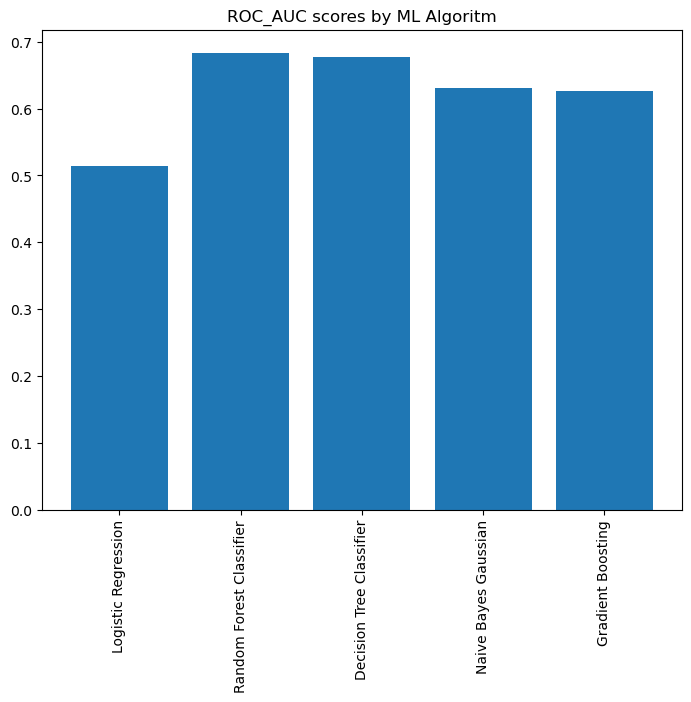 ROC_AUC scores by ML Algoritm
0.7
0.6
0.5
0.4
0.3
0.2
0.1
0.0
Logistic Regression
Random Forest Classifier
Decision Tree Classifier
Naive Bayes Gaussian
Gradient Boosting